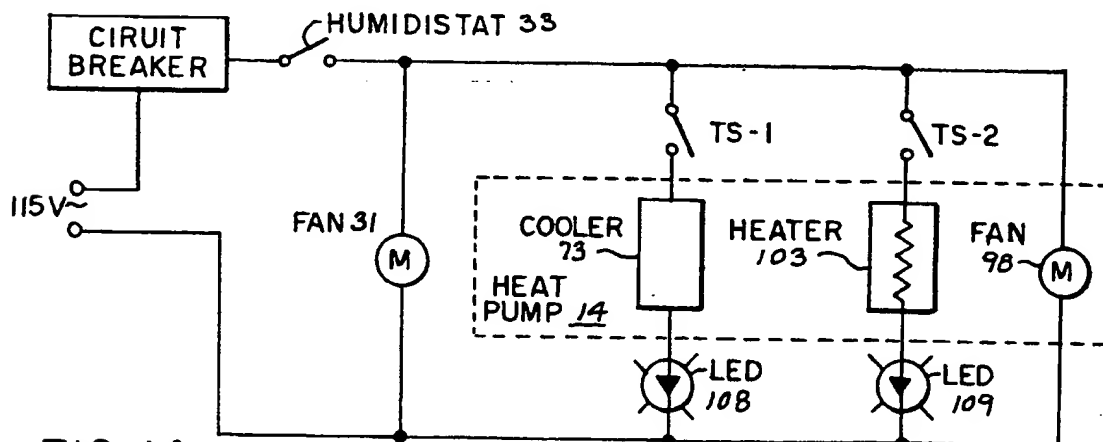 HUMIDISTAT 33
CIRUIT
BREAKER
TS-1
TS-2
115V~
FAN 31
M
COOLER
73
HEATER
103
FAN
98
M
HEAT
PUMP 14
LED
108
LED
109